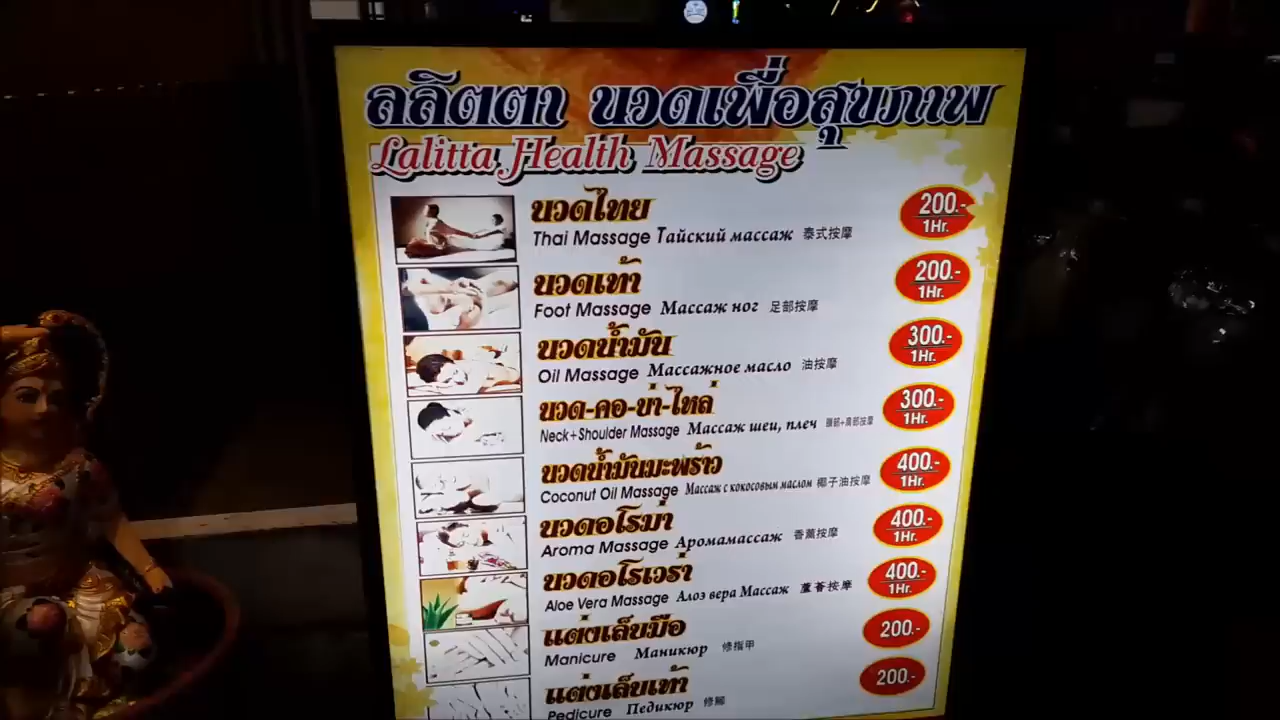 ลลิตตา นวดเพื่อสุขภาพ
Lalitta Health Massage
นวดไทย
Thai Massage Тайский массаж 泰式按摩
200.-
1Hr.
นวดเท้า
Foot Massage Массаж ног 足部按摩
200.-
1Hr.
นวดน้ำมัน
Oil Massage Массажное масло 油按摩
300.-
1Hr.
นวด-คอ-บ่า-ไหล่
Neck+Shoulder Massage Массаж шеи, плеч 頸部+肩部按摩
300.-
1Hr.
นวดน้ำมันมะพร้าว
Coconut Oil Massage Массаж с кокосовым маслом 椰子油按摩
400.-
1Hr.
นวดอโรม่า
Aroma Massage Аромамассаж 香薰按摩
400.-
1Hr.
นวดอโรเวร่า
Aloe Vera Massage Алоэ вера Массаж 蘆薈按摩
400.-
1Hr.
แต่งเล็บมือ
Manicure Маникюр 修指甲
200.-
แต่งเล็บเท้า
Pedicure Педикюр 修腳
200.-